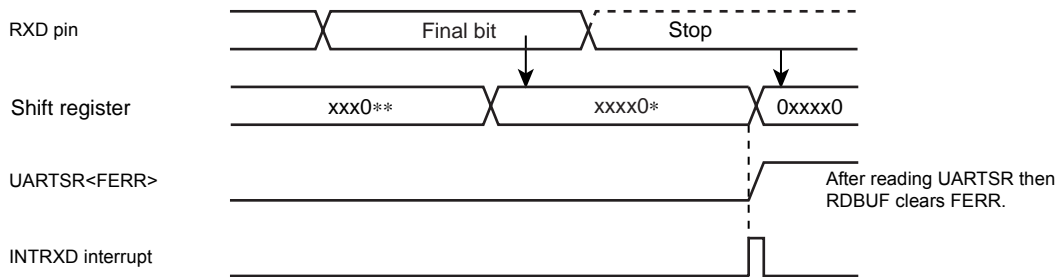 RXD pin
Final bit
Stop
Shift register
xxx0**
xxxx0*
0xxxx0
UARTSR<FERR>
After reading UARTSR then
RDBUF clears FERR.
INTRXD interrupt